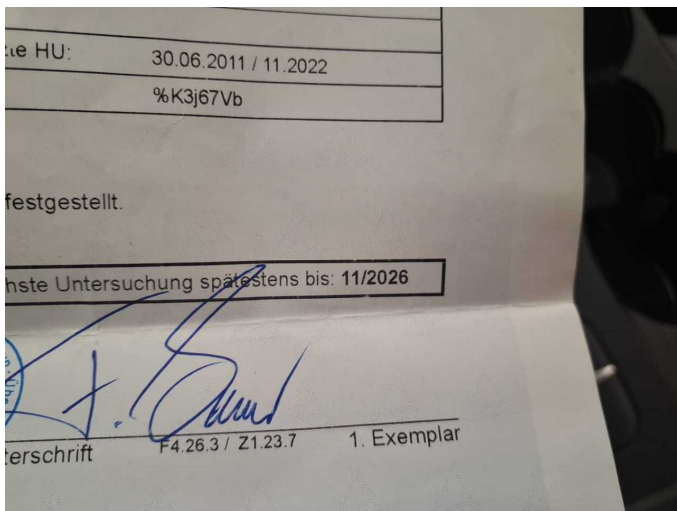 HU: 30.06.2011 / 11.2022
%K3j67Vb
festgestellt.
hste Untersuchung spätestens bis: 11/2026
terschrift F4.26.3 / Z1.23.7 1. Exemplar